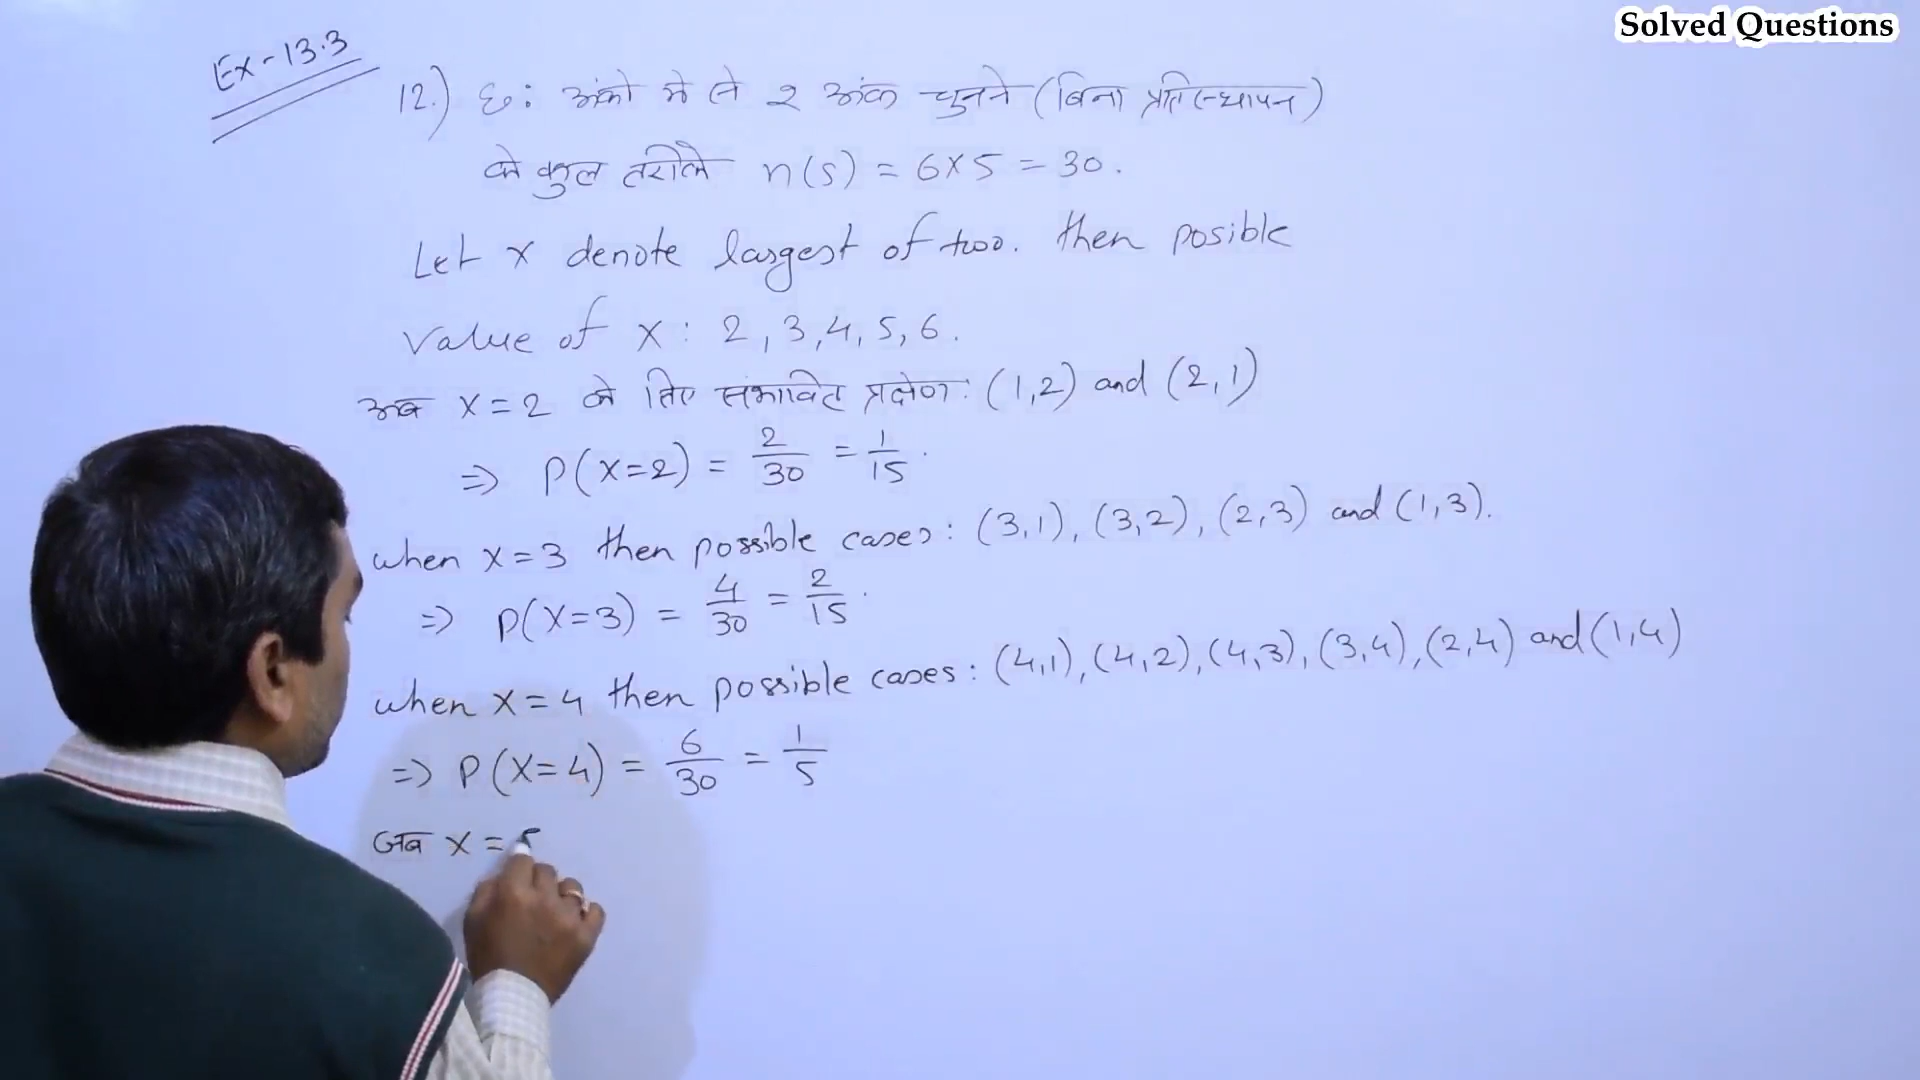 Solved Questions
Ex-13.3
12.) छः अंको मे से 2 अंक चुनने (बिना प्रतिस्थापन)
के कुल तरीके n(s) = 6×5 = 30.
Let x denote largest of two. then posible
value of x : 2, 3, 4, 5, 6.
अब x = 2 के लिए संभावित प्रक्षेण: (1,2) and (2,1)
⇒ P(x=2) = 2/30 = 1/15.
when x = 3 then possible cases: (3,1), (3,2), (2,3) and (1,3).
⇒ P(x=3) = 4/30 = 2/15.
when x = 4 then possible cases: (4,1), (4,2), (4,3), (3,4), (2,4) and (1,4)
⇒ P(x=4) = 6/30 = 1/5
जब x =